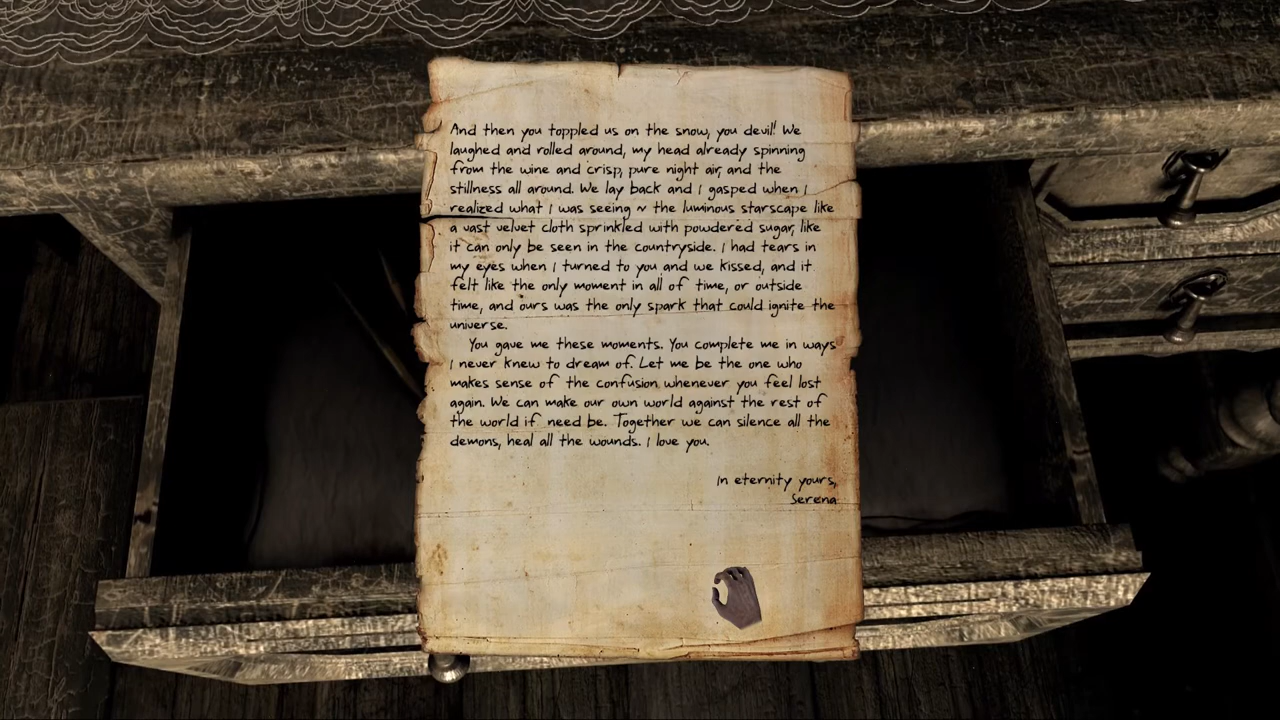 And then you toppled us on the snow, you devil! We
laughed and rolled around, my head already spinning
from the wine and crisp, pure night air, and the
stillness all around. We lay back and I gasped when I
realized what I was seeing ~ the luminous starscape like
a vast velvet cloth sprinkled with powdered sugar, like
it can only be seen in the countryside. I had tears in
my eyes when I turned to you and we kissed, and it
felt like the only moment in all of time, or outside
time, and ours was the only spark that could ignite the
universe.
You gave me these moments. You complete me in ways
I never knew to dream of. Let me be the one who
makes sense of the confusion whenever you feel lost
again. We can make our own world against the rest of
the world if need be. Together we can silence all the
demons, heal all the wounds. I love you.
In eternity yours,
Serena